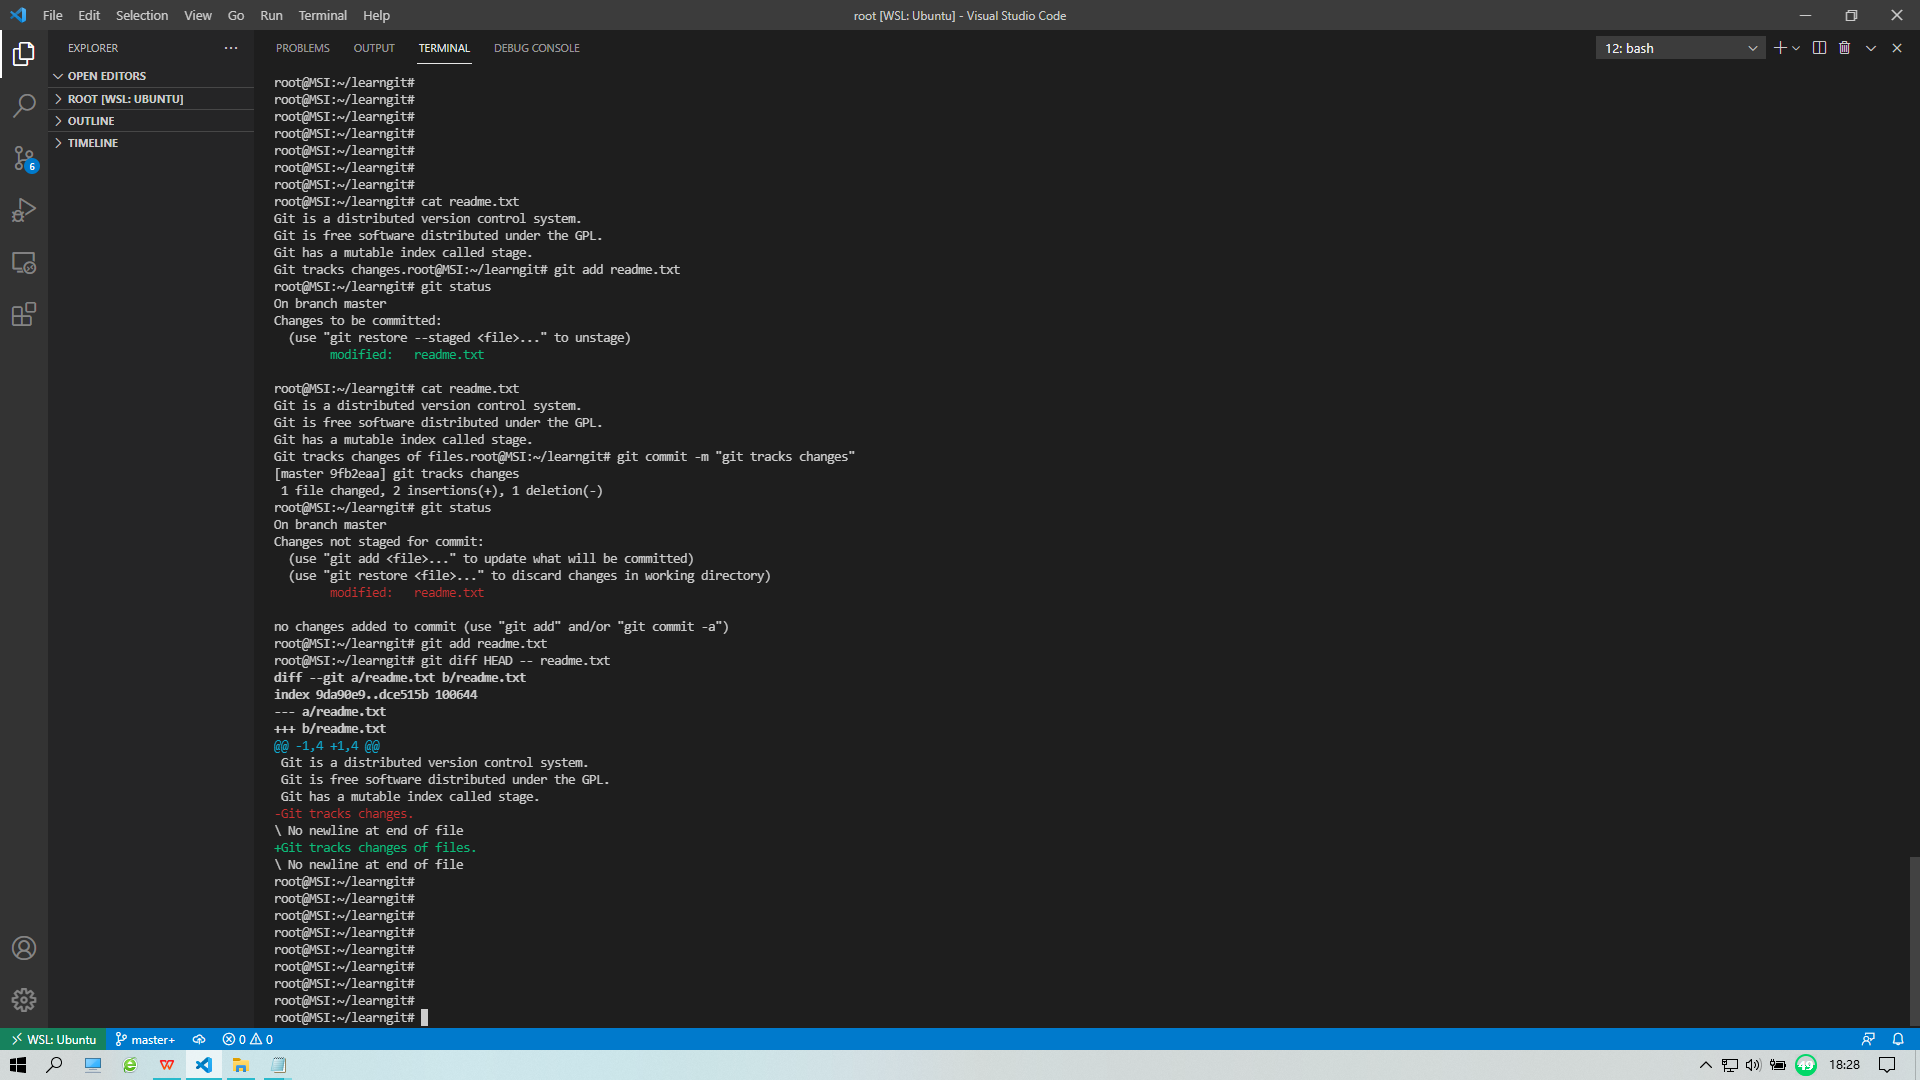 File Edit Selection View Go Run Terminal Help
root [WSL: Ubuntu] - Visual Studio Code
EXPLORER
OPEN EDITORS
ROOT [WSL: UBUNTU]
OUTLINE
TIMELINE
6
PROBLEMS OUTPUT TERMINAL DEBUG CONSOLE
12: bash
root@MSI:~/learngit#
root@MSI:~/learngit#
root@MSI:~/learngit#
root@MSI:~/learngit#
root@MSI:~/learngit#
root@MSI:~/learngit#
root@MSI:~/learngit#
root@MSI:~/learngit# cat readme.txt
Git is a distributed version control system.
Git is free software distributed under the GPL.
Git has a mutable index called stage.
Git tracks changes.root@MSI:~/learngit# git add readme.txt
root@MSI:~/learngit# git status
On branch master
Changes to be committed:
  (use "git restore --staged <file>..." to unstage)
        modified:   readme.txt
root@MSI:~/learngit# cat readme.txt
Git is a distributed version control system.
Git is free software distributed under the GPL.
Git has a mutable index called stage.
Git tracks changes of files.root@MSI:~/learngit# git commit -m "git tracks changes"
[master 9fb2eaa] git tracks changes
 1 file changed, 2 insertions(+), 1 deletion(-)
root@MSI:~/learngit# git status
On branch master
Changes not staged for commit:
  (use "git add <file>..." to update what will be committed)
  (use "git restore <file>..." to discard changes in working directory)
        modified:   readme.txt
no changes added to commit (use "git add" and/or "git commit -a")
root@MSI:~/learngit# git add readme.txt
root@MSI:~/learngit# git diff HEAD -- readme.txt
diff --git a/readme.txt b/readme.txt
index 9da90e9..dce515b 100644
--- a/readme.txt
+++ b/readme.txt
@@ -1,4 +1,4 @@
 Git is a distributed version control system.
 Git is free software distributed under the GPL.
 Git has a mutable index called stage.
-Git tracks changes.
\ No newline at end of file
+Git tracks changes of files.
\ No newline at end of file
root@MSI:~/learngit#
root@MSI:~/learngit#
root@MSI:~/learngit#
root@MSI:~/learngit#
root@MSI:~/learngit#
root@MSI:~/learngit#
root@MSI:~/learngit#
root@MSI:~/learngit#
root@MSI:~/learngit#
WSL: Ubuntu master+ 0 0
49 18:28